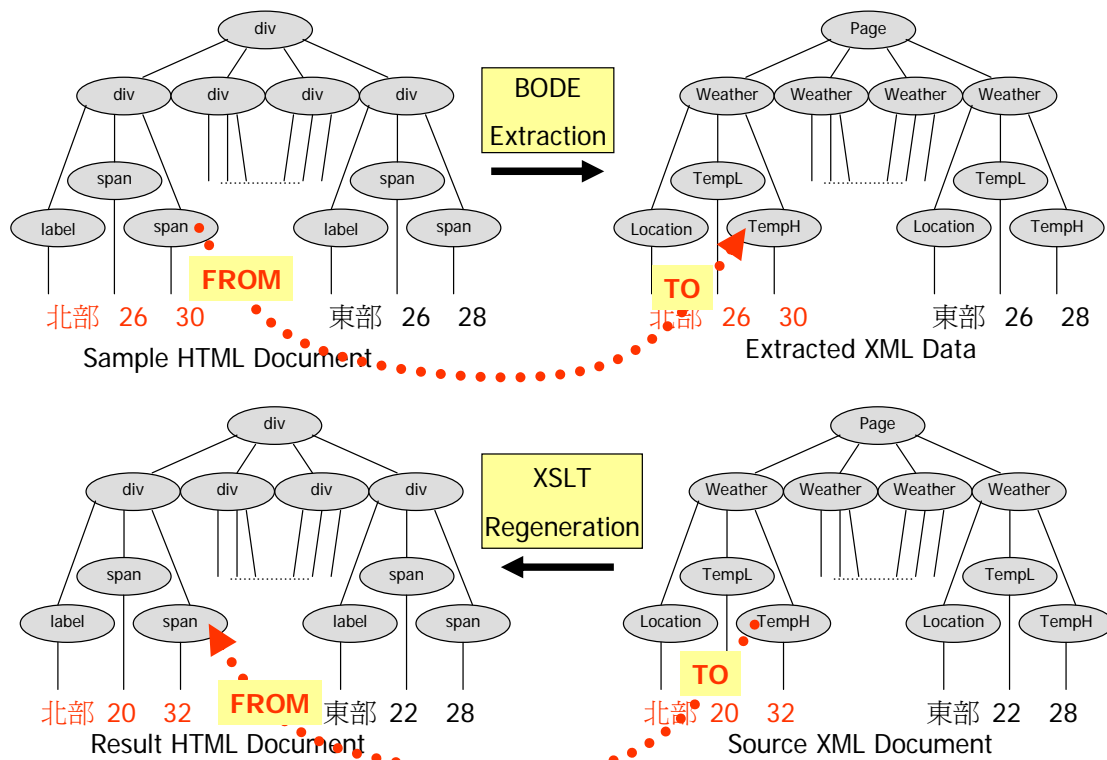 div
Page
div div div div
BODE
Extraction
Weather Weather Weather Weather
span
span
TempL
TempL
label
span
label
span
Location
TempH
Location
TempH
FROM
TO
北部 26 30
東部 26 28
北部 26 30
東部 26 28
Sample HTML Document
Extracted XML Data
div
Page
div div div div
XSLT
Regeneration
Weather Weather Weather Weather
span
span
TempL
TempL
label
span
label
span
Location
TempH
Location
TempH
FROM
TO
北部 20 32
東部 22 28
北部 20 32
東部 22 28
Result HTML Document
Source XML Document